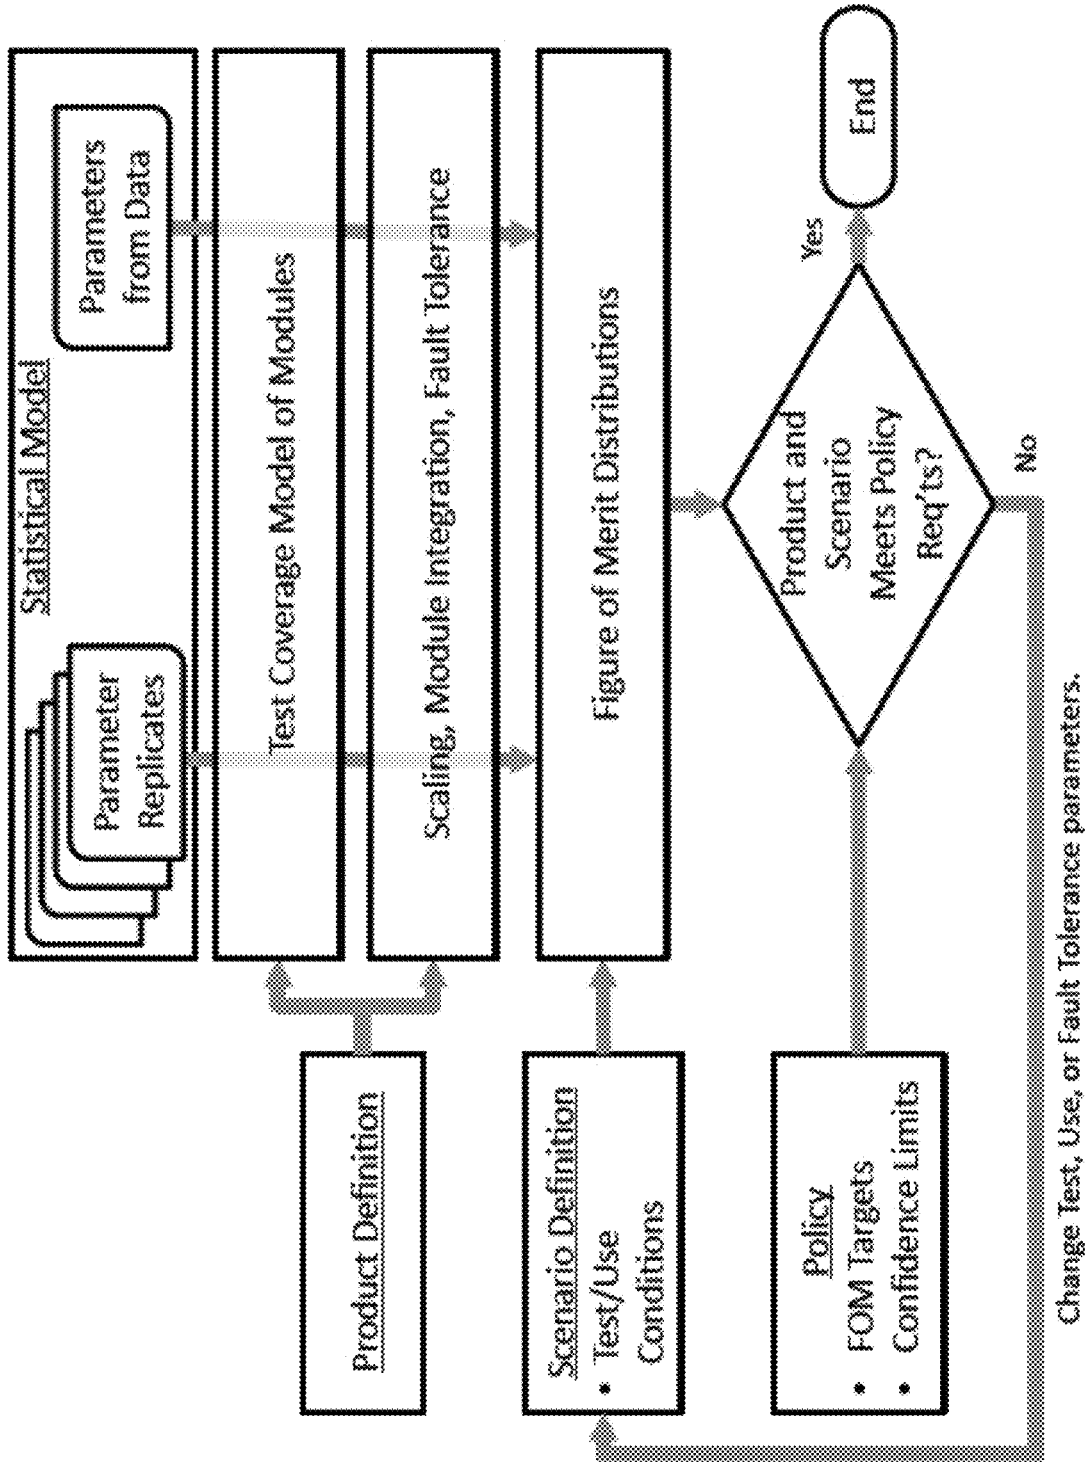 Statistical Model
Parameter
Replicates
Parameters
from Data
Test Coverage Model of Modules
Product Definition
Scaling, Module Integration, Fault Tolerance
Scenario Definition
• Test/Use
Conditions
Figure of Merit Distributions
Policy
• FOM Targets
• Confidence Limits
Product and
Scenario
Meets Policy
Req'ts?
Yes
End
No
Change Test, Use, or Fault Tolerance parameters.